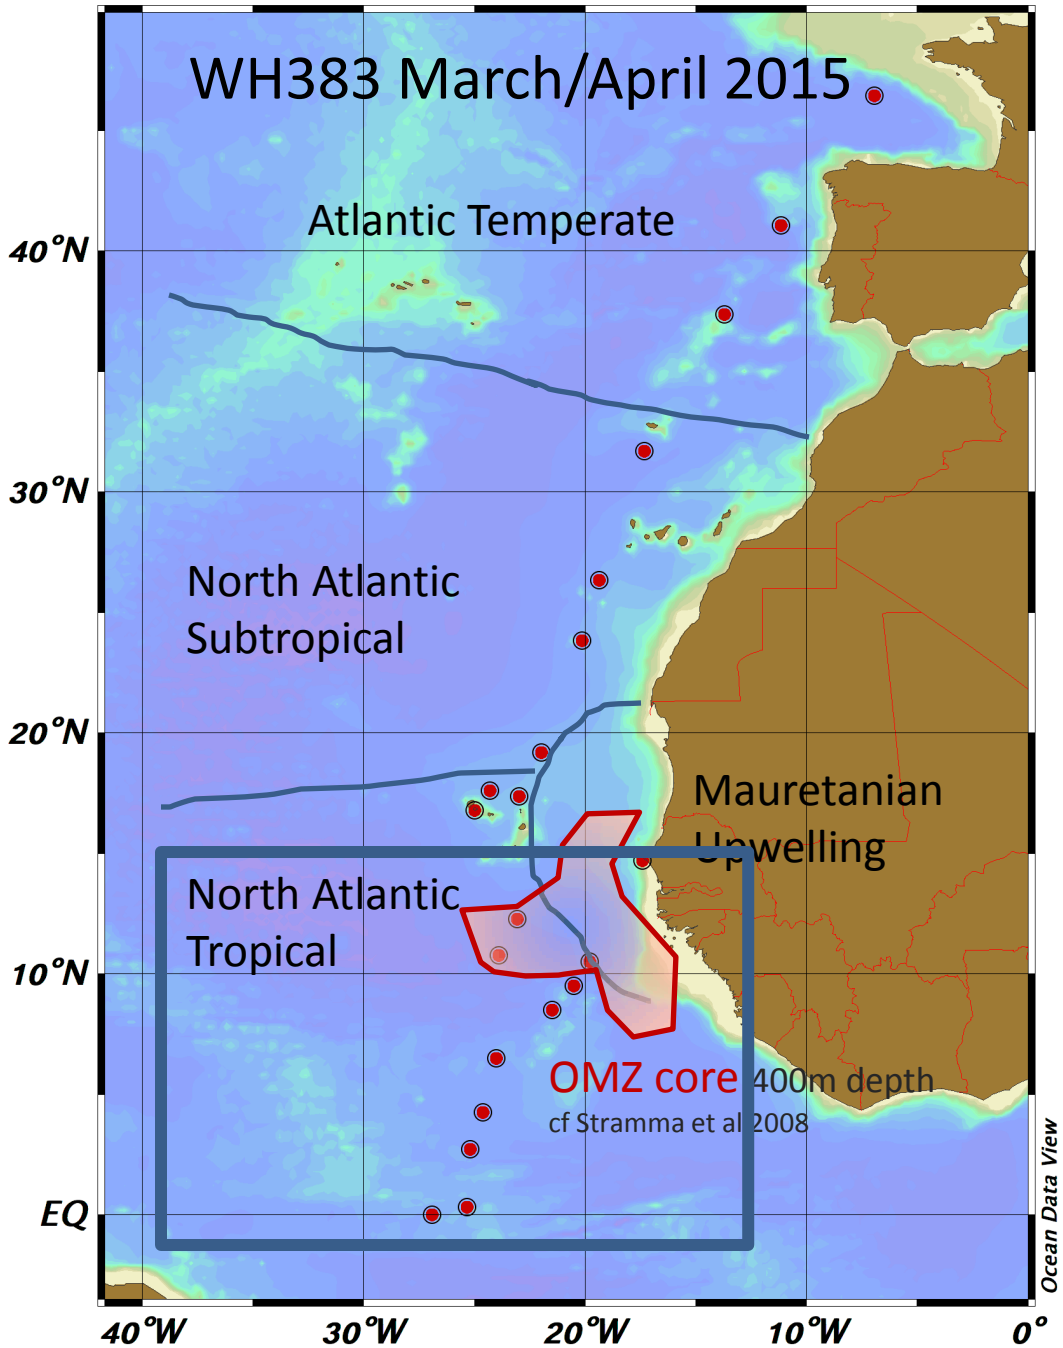 WH383 March/April 2015
Atlantic Temperate
40°N
30°N
North Atlantic
Subtropical
20°N
Mauretanian
Upwelling
North Atlantic
Tropical
10°N
OMZ core 400m depth
cf Stramma et al 2008
EQ
40°W
30°W
20°W
10°W
0°
Ocean Data View